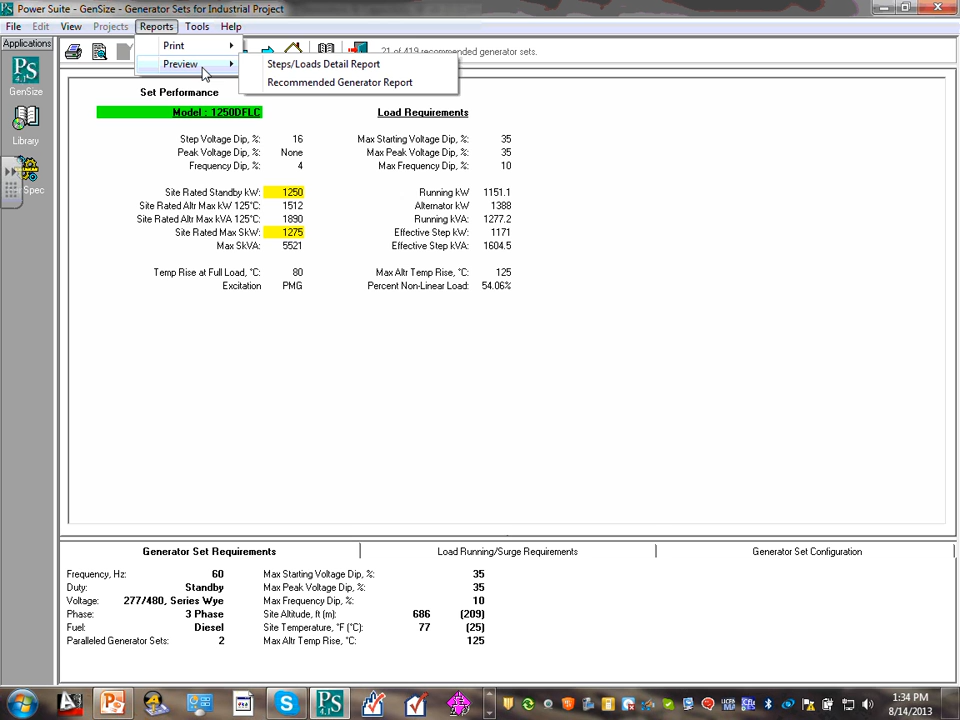 Power Suite - GenSize - Generator Sets for Industrial Project
File Edit View Projects Reports Tools Help
Applications
Print
21 of 419 recommended generator sets.
Preview
Steps/Loads Detail Report
Recommended Generator Report
GenSize
Library
Spec
Set Performance
Model : 1250DFLC Load Requirements
Step Voltage Dip, %: 16 Max Starting Voltage Dip, %: 35
Peak Voltage Dip, %: None Max Peak Voltage Dip, %: 35
Frequency Dip, %: 4 Max Frequency Dip, %: 10
Site Rated Standby kW: 1250 Running kW 1151.1
Site Rated Altr Max kW 125°C: 1512 Alternator kW 1388
Site Rated Altr Max kVA 125°C: 1890 Running kVA: 1277.2
Site Rated Max SkW: 1275 Effective Step kW: 1171
Max SkVA: 5521 Effective Step kVA: 1604.5
Temp Rise at Full Load, °C: 80 Max Altr Temp Rise, °C: 125
Excitation PMG Percent Non-Linear Load: 54.06%
Generator Set Requirements Load Running/Surge Requirements Generator Set Configuration
Frequency, Hz: 60 Max Starting Voltage Dip, %: 35
Duty: Standby Max Peak Voltage Dip, %: 35
Voltage: 277/480, Series Wye Max Frequency Dip, %: 10
Phase: 3 Phase Site Altitude, ft (m): 686 (209)
Fuel: Diesel Site Temperature, °F (°C): 77 (25)
Paralleled Generator Sets: 2 Max Altr Temp Rise, °C: 125
1:34 PM
8/14/2013